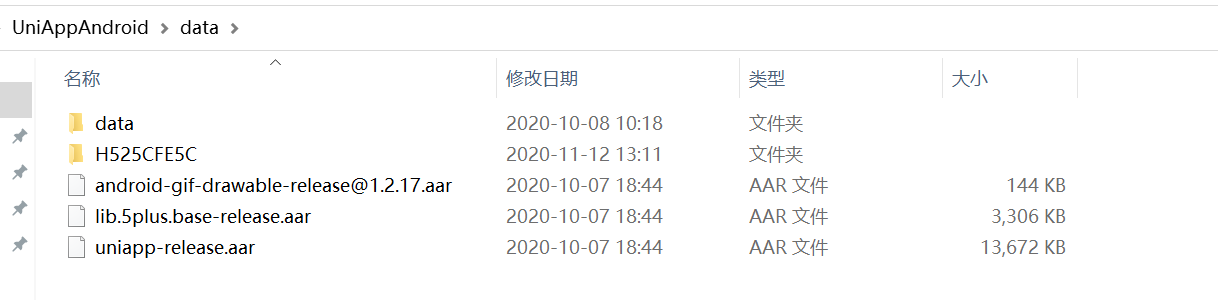 UniAppAndroid > data >
名称 修改日期 类型 大小
data 2020-10-08 10:18 文件夹
H525CFE5C 2020-11-12 13:11 文件夹
android-gif-drawable-release@1.2.17.aar 2020-10-07 18:44 AAR 文件 144 KB
lib.5plus.base-release.aar 2020-10-07 18:44 AAR 文件 3,306 KB
uniapp-release.aar 2020-10-07 18:44 AAR 文件 13,672 KB